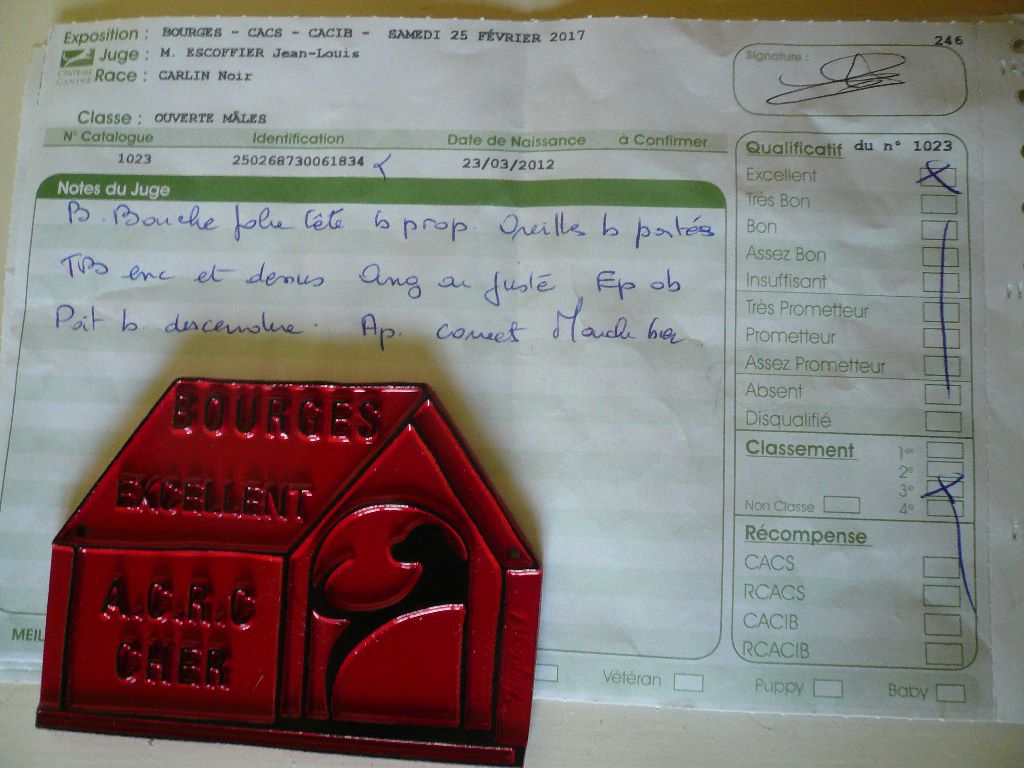 Exposition : BOURGES - CACS - CACIB - SAMEDI 25 FÉVRIER 2017
246
Juge : M. ESCOFFIER Jean-Louis
Signature :
Race : CARLIN Noir
Classe : OUVERTE MÂLES
N° Catalogue Identification Date de Naissance à Confirmer
1023 250268730061834 23/03/2012
Notes du Juge
B. Bouche jolie tête b prop. Oreilles b portées
TB enc et dessus Ang au juste Ep ob
Poit b. descendue. Ap. correct Marche bien
Qualificatif du n° 1023
Excellent
Très Bon
Bon
Assez Bon
Insuffisant
Très Prometteur
Prometteur
Assez Prometteur
Absent
Disqualifié
Classement 1er
2e
3e
Non Classé 4e
Récompense
CACS
RCACS
CACIB
RCACIB
MEIL
Vétéran Puppy Baby
BOURGES
EXCELLENT
A.C.R.C
CHER